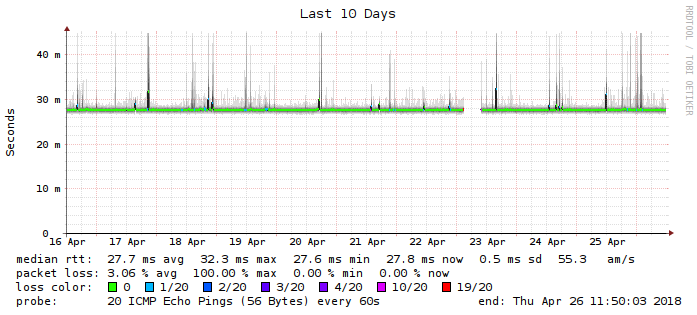 Last 10 Days
RRDTOOL / TOBI OETIKER
Seconds
40 m
30 m
20 m
10 m
0
16 Apr 17 Apr 18 Apr 19 Apr 20 Apr 21 Apr 22 Apr 23 Apr 24 Apr 25 Apr
median rtt: 27.7 ms avg 32.3 ms max 27.6 ms min 27.8 ms now 0.5 ms sd 55.3 am/s
packet loss: 3.06 % avg 100.00 % max 0.00 % min 0.00 % now
loss color: 0 1/20 2/20 3/20 4/20 10/20 19/20
probe: 20 ICMP Echo Pings (56 Bytes) every 60s end: Thu Apr 26 11:50:03 2018